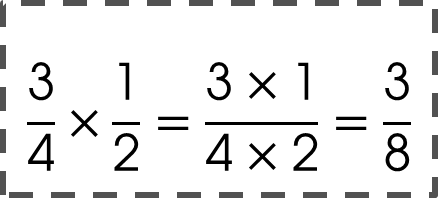 3/4 × 1/2 = 3 × 1/4 × 2 = 3/8